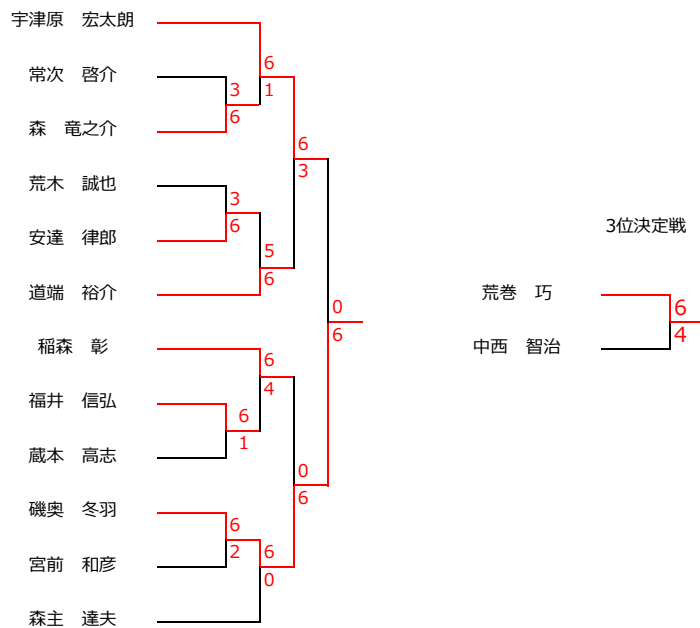 宇津原　宏太朗
6
1
常次　啓介
3
6
森　竜之介
6
3
荒木　誠也
3
6
安達　律郎
5
6
道端　裕介
0
6
稲森　彰
6
4
福井　信弘
6
1
蔵本　高志
0
6
磯奥　冬羽
6
2
宮前　和彦
6
0
森主　達夫
3位決定戦
荒巻　巧
6
4
中西　智治